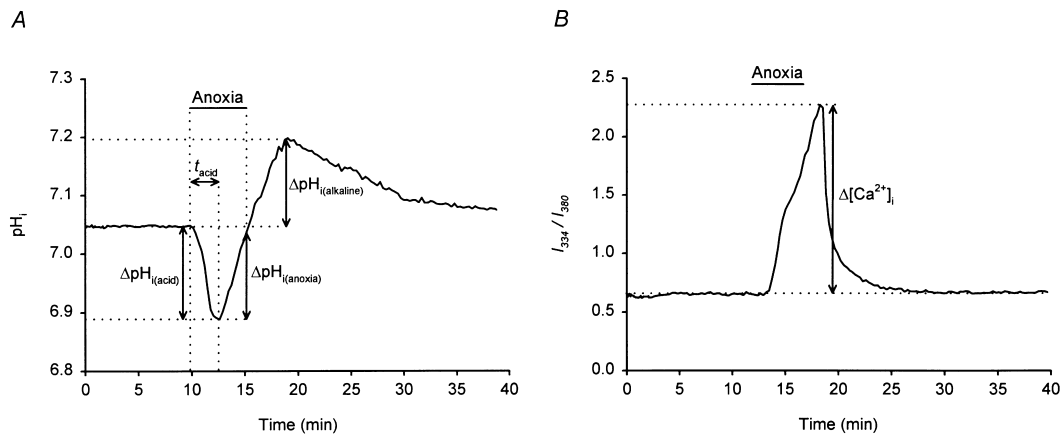 A
7.3
7.2
7.1
7.0
6.9
6.8
pHi
Anoxia
tacid
ΔpHi(alkaline)
ΔpHi(acid)
ΔpHi(anoxia)
0 5 10 15 20 25 30 35 40
Time (min)
B
2.5
2.0
1.5
1.0
0.5
0.0
I334 / I380
Anoxia
Δ[Ca2+]i
0 5 10 15 20 25 30 35 40
Time (min)